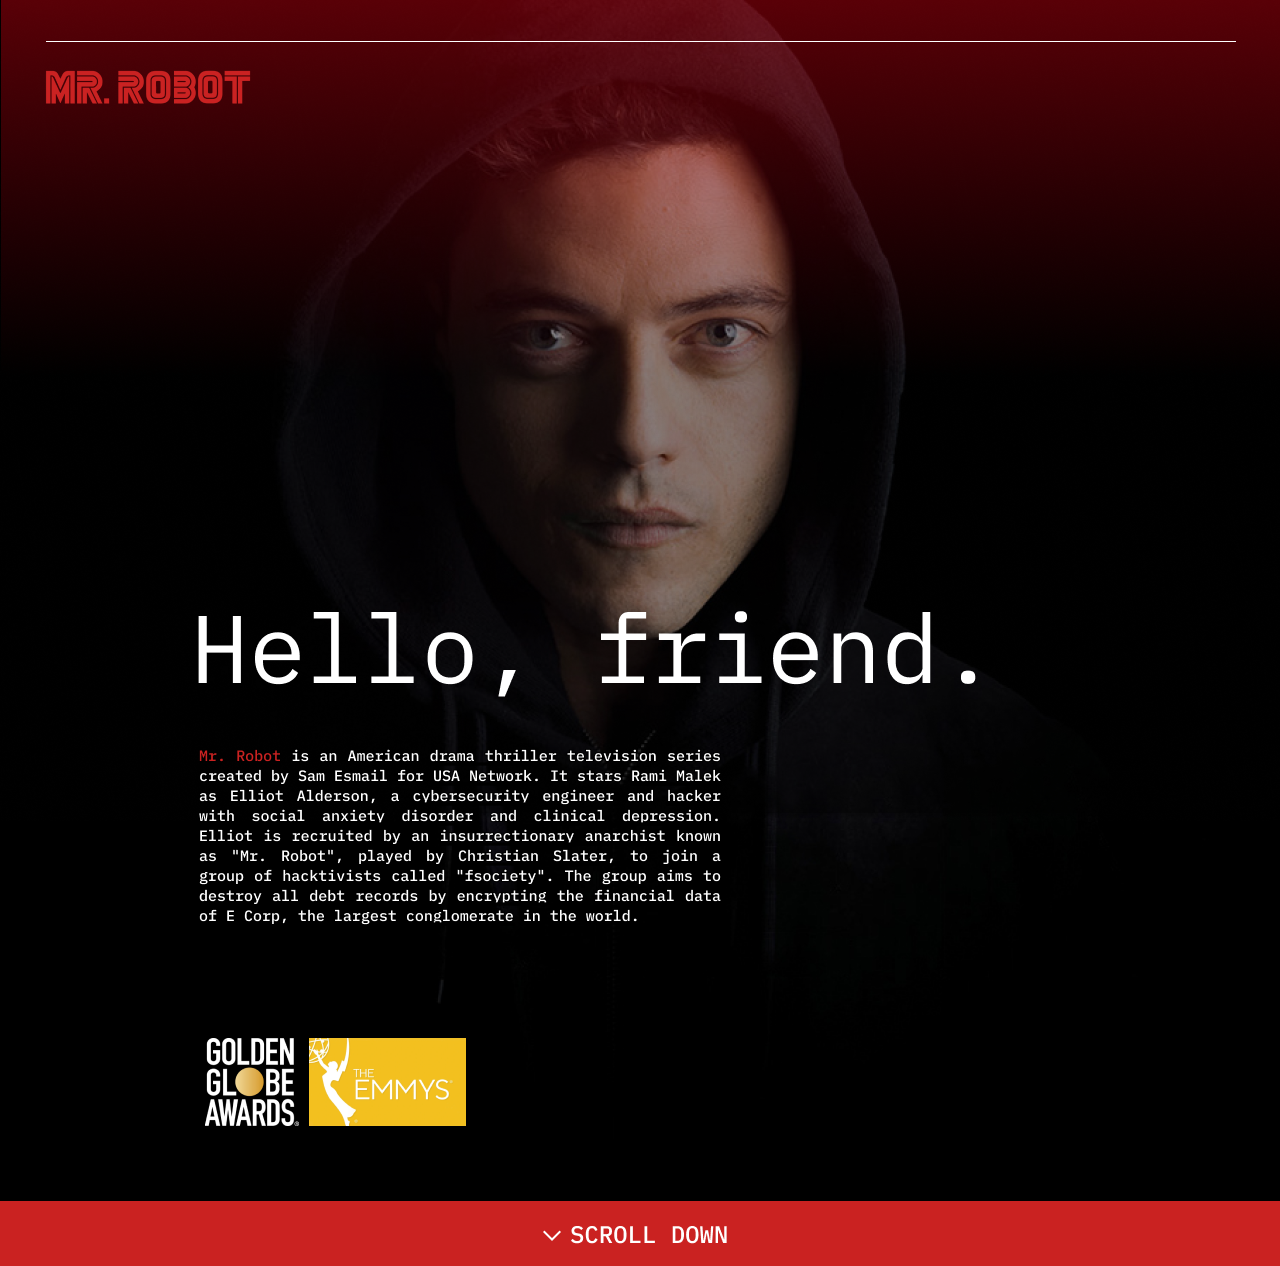 MR. ROBOT
Hello, friend.
Mr. Robot is an American drama thriller television series
created by Sam Esmail for USA Network. It stars Rami Malek
as Elliot Alderson, a cybersecurity engineer and hacker
with social anxiety disorder and clinical depression.
Elliot is recruited by an insurrectionary anarchist known
as "Mr. Robot", played by Christian Slater, to join a
group of hacktivists called "fsociety". The group aims to
destroy all debt records by encrypting the financial data
of E Corp, the largest conglomerate in the world.
GOLDEN
GLOBE
AWARDS®
THE
EMMYS
SCROLL DOWN